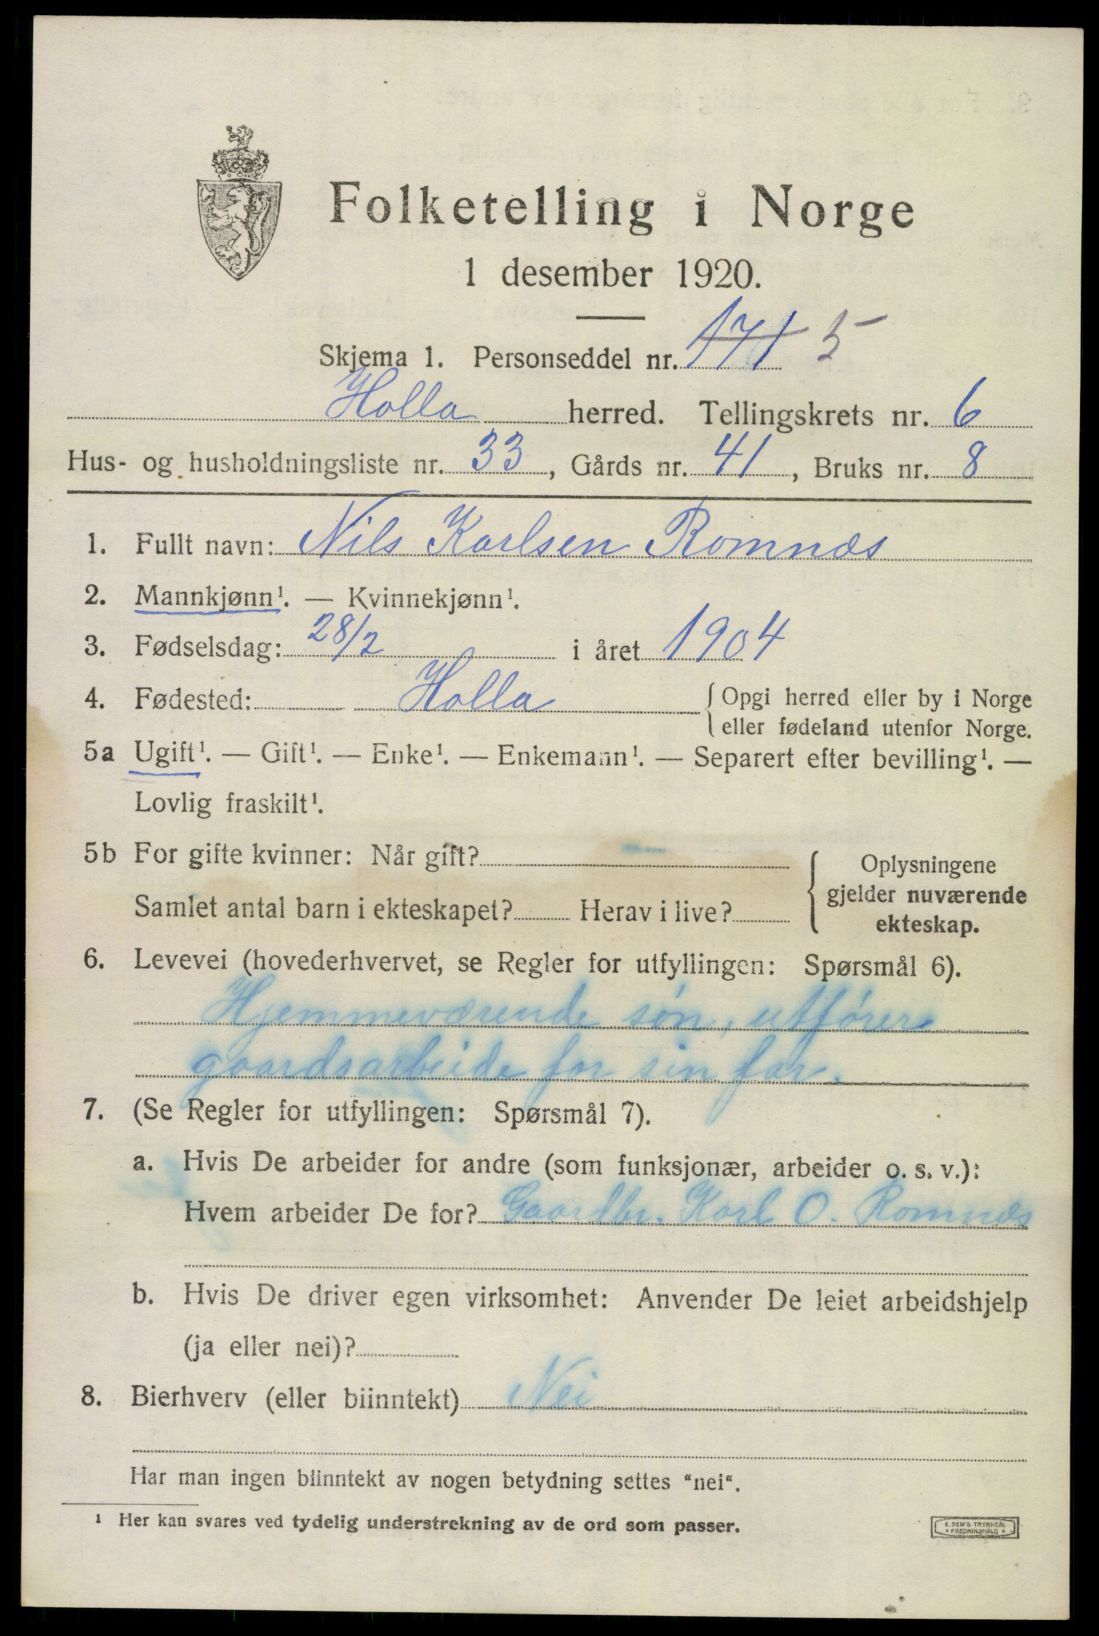 Folketelling i Norge
1 desember 1920.
Skjema 1. Personseddel nr. 171 5
Holla herred. Tellingskrets nr. 6
Hus- og husholdningsliste nr. 33, Gårds nr. 41, Bruks nr. 8
1. Fullt navn: Nils Karlsen Romnæs
2. Mannkjønn¹. — Kvinnekjønn¹.
3. Fødselsdag: 28/2 i året 1904
4. Fødested: Holla { Opgi herred eller by i Norge
eller fødeland utenfor Norge.
5a Ugift¹. — Gift¹. — Enke¹. — Enkemann¹. — Separert efter bevilling¹. —
Lovlig fraskilt¹.
5b For gifte kvinner: Når gift?
Samlet antal barn i ekteskapet? Herav i live?
Oplysningene
gjelder nuværende
ekteskap.
6. Levevei (hovederhvervet, se Regler for utfyllingen: Spørsmål 6).
Hjemmeværende søn, utfører
gaardsarbeide for sin far.
7. (Se Regler for utfyllingen: Spørsmål 7).
a. Hvis De arbeider for andre (som funksjonær, arbeider o. s. v.):
Hvem arbeider De for? Gaardbr. Karl O. Romnæs
b. Hvis De driver egen virksomhet: Anvender De leiet arbeidshjelp
(ja eller nei)?
8. Bierhverv (eller biinntekt) Nei
Har man ingen biinntekt av nogen betydning settes "nei".
¹ Her kan svares ved tydelig understrekning av de ord som passer.